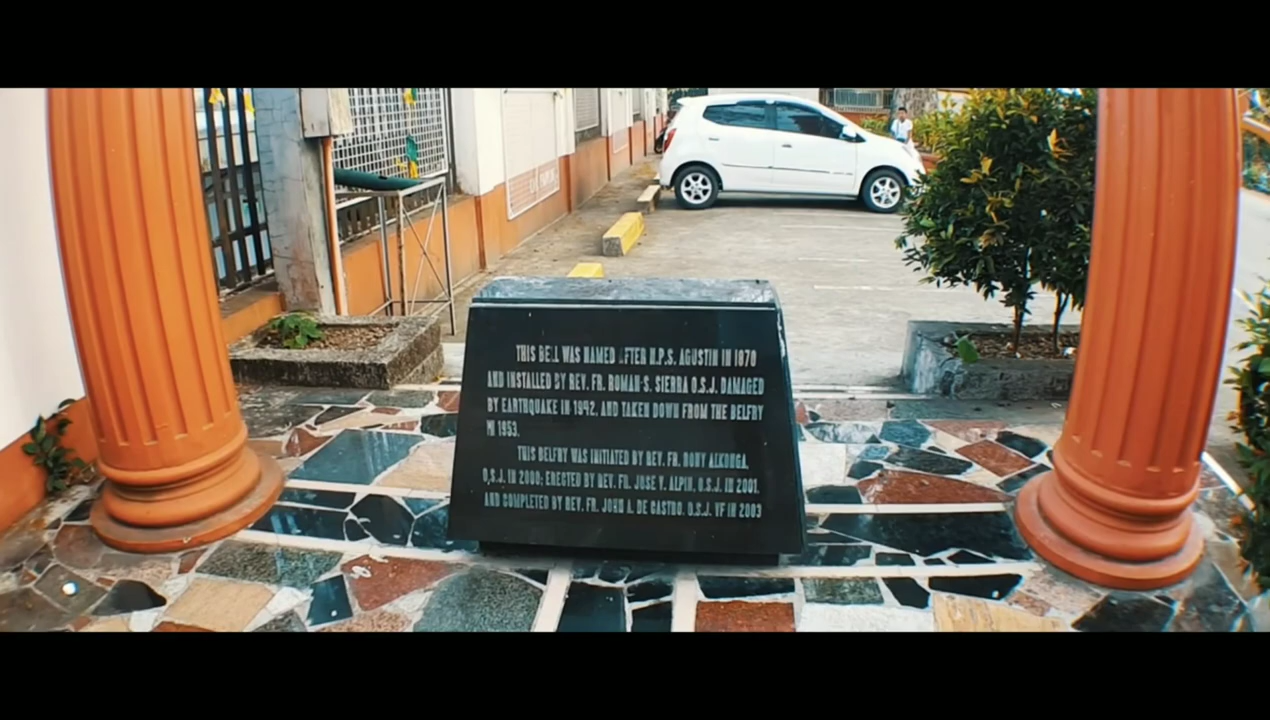 THIS BELL WAS NAMED AFTER N.P.S. AGUSTIN IN 1870
AND INSTALLED BY REV. FR. ROMAN S. SIERRA O.S.J. DAMAGED
BY EARTHQUAKE IN 1942, AND TAKEN DOWN FROM THE BELFRY
IN 1953.
THIS BELFRY WAS INITIATED BY REV. FR. RONY ALKONGA,
O.S.J. IN 2000; ERECTED BY REV. FR. JOSE V. ALPIN, O.S.J. IN 2001,
AND COMPLETED BY REV. FR. JOHN A. DE CASTRO, O.S.J. VF IN 2003